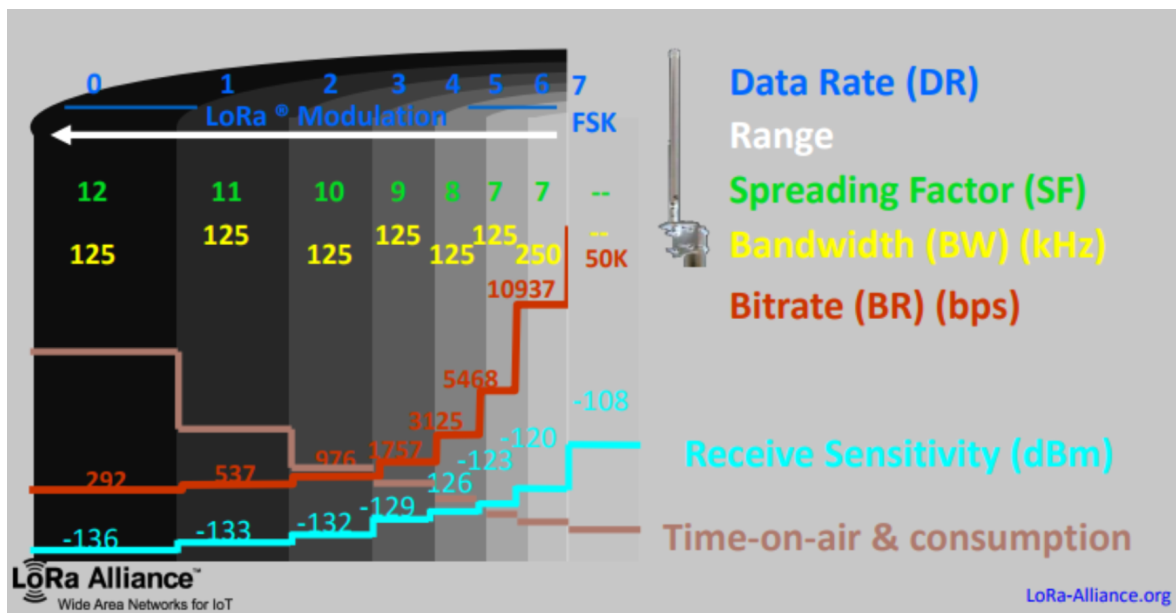 0 1 2 3 4 5 6 7
LoRa ® Modulation
FSK
Data Rate (DR)
Range
12 11 10 9 8 7 7 --
Spreading Factor (SF)
125 125 125 125 125 125 250 --
Bandwidth (BW) (kHz)
292 537 976 1757 3125 5468 10937 50K
Bitrate (BR) (bps)
-136 -133 -132 -129 -126 -123 -120 -108
Receive Sensitivity (dBm)
Time-on-air & consumption
LoRa Alliance™
Wide Area Networks for IoT
LoRa-Alliance.org